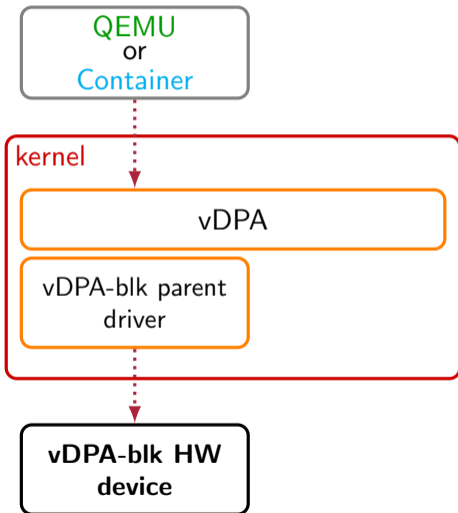 QEMU
or
Container
kernel
vDPA
vDPA-blk parent
driver
vDPA-blk HW
device